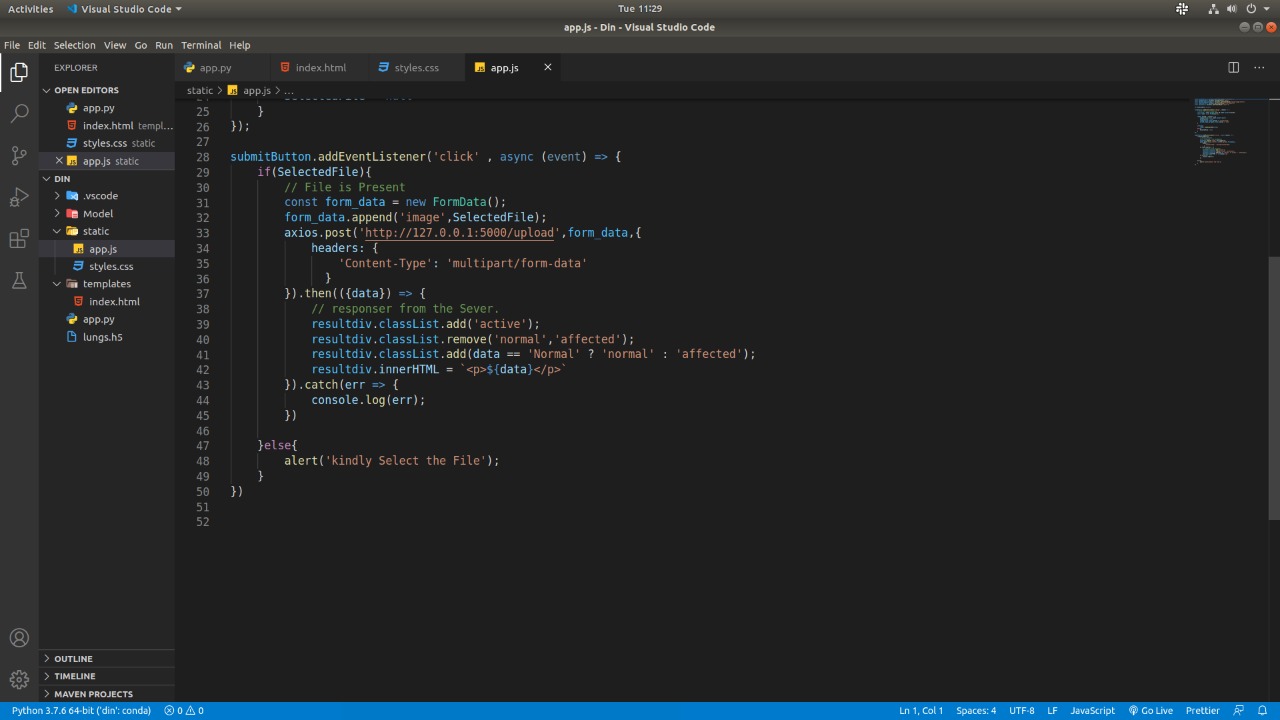 Activities Visual Studio Code Tue 11:29
app.js - Din - Visual Studio Code
File Edit Selection View Go Run Terminal Help
EXPLORER
OPEN EDITORS
app.py
index.html templ...
styles.css static
app.js static
DIN
.vscode
Model
static
app.js
styles.css
templates
index.html
app.py
lungs.h5
OUTLINE
TIMELINE
MAVEN PROJECTS
app.py index.html styles.css app.js
static > app.js > ...
25 }
26 });
27
28 submitButton.addEventListener('click' , async (event) => {
29 if(SelectedFile){
30 // File is Present
31 const form_data = new FormData();
32 form_data.append('image',SelectedFile);
33 axios.post('http://127.0.0.1:5000/upload',form_data,{
34 headers: {
35 'Content-Type': 'multipart/form-data'
36 }
37 }).then(({data}) => {
38 // responser from the Sever.
39 resultdiv.classList.add('active');
40 resultdiv.classList.remove('normal','affected');
41 resultdiv.classList.add(data == 'Normal' ? 'normal' : 'affected');
42 resultdiv.innerHTML = `<p>${data}</p>`
43 }).catch(err => {
44 console.log(err);
45 })
46
47 }else{
48 alert('kindly Select the File');
49 }
50 })
51
52
Python 3.7.6 64-bit ('din': conda) 0 0 Ln 1, Col 1 Spaces: 4 UTF-8 LF JavaScript Go Live Prettier